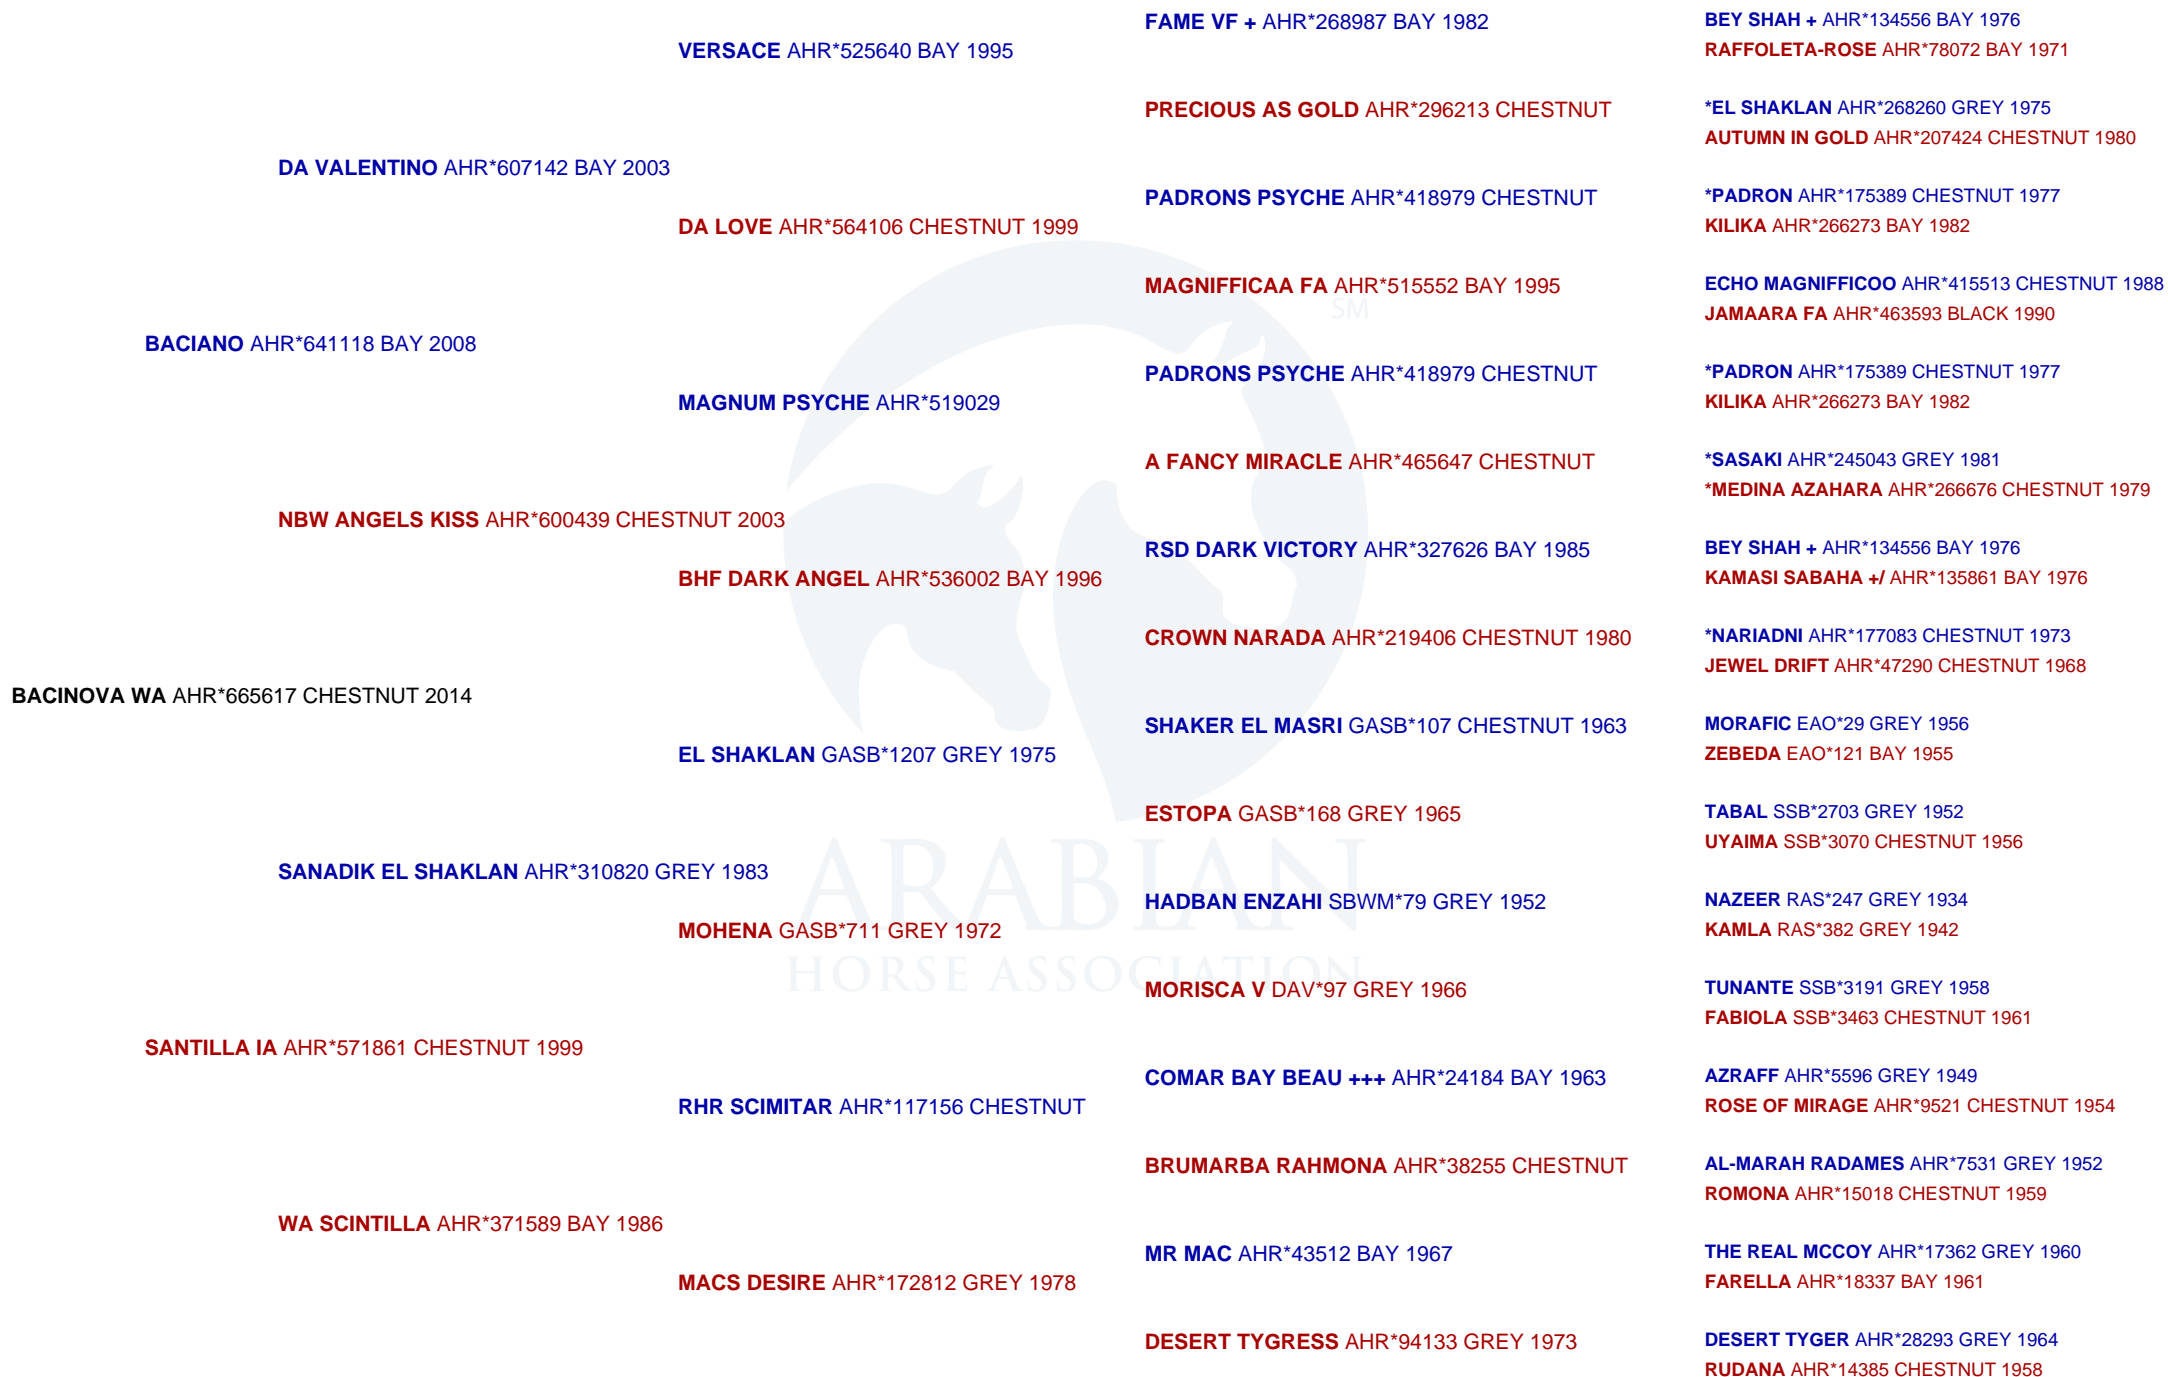 FAME VF + AHR*268987 BAY 1982
BEY SHAH + AHR*134556 BAY 1976
VERSACE AHR*525640 BAY 1995
RAFFOLETA-ROSE AHR*78072 BAY 1971
PRECIOUS AS GOLD AHR*296213 CHESTNUT
*EL SHAKLAN AHR*268260 GREY 1975
AUTUMN IN GOLD AHR*207424 CHESTNUT 1980
DA VALENTINO AHR*607142 BAY 2003
PADRONS PSYCHE AHR*418979 CHESTNUT
*PADRON AHR*175389 CHESTNUT 1977
DA LOVE AHR*564106 CHESTNUT 1999
KILIKA AHR*266273 BAY 1982
MAGNIFFICAA FA AHR*515552 BAY 1995
ECHO MAGNIFFICOO AHR*415513 CHESTNUT 1988
SM
JAMAARA FA AHR*463593 BLACK 1990
BACIANO AHR*641118 BAY 2008
PADRONS PSYCHE AHR*418979 CHESTNUT
*PADRON AHR*175389 CHESTNUT 1977
MAGNUM PSYCHE AHR*519029
KILIKA AHR*266273 BAY 1982
A FANCY MIRACLE AHR*465647 CHESTNUT
*SASAKI AHR*245043 GREY 1981
*MEDINA AZAHARA AHR*266676 CHESTNUT 1979
NBW ANGELS KISS AHR*600439 CHESTNUT 2003
RSD DARK VICTORY AHR*327626 BAY 1985
BEY SHAH + AHR*134556 BAY 1976
BHF DARK ANGEL AHR*536002 BAY 1996
KAMASI SABAHA +/ AHR*135861 BAY 1976
CROWN NARADA AHR*219406 CHESTNUT 1980
*NARIADNI AHR*177083 CHESTNUT 1973
JEWEL DRIFT AHR*47290 CHESTNUT 1968
BACINOVA WA AHR*665617 CHESTNUT 2014
SHAKER EL MASRI GASB*107 CHESTNUT 1963
MORAFIC EAO*29 GREY 1956
EL SHAKLAN GASB*1207 GREY 1975
ZEBEDA EAO*121 BAY 1955
ESTOPA GASB*168 GREY 1965
TABAL SSB*2703 GREY 1952
UYAIMA SSB*3070 CHESTNUT 1956
SANADIK EL SHAKLAN AHR*310820 GREY 1983
ARABIAN
HADBAN ENZAHI SBWM*79 GREY 1952
NAZEER RAS*247 GREY 1934
MOHENA GASB*711 GREY 1972
KAMLA RAS*382 GREY 1942
HORSE ASSOCIATION
MORISCA V DAV*97 GREY 1966
TUNANTE SSB*3191 GREY 1958
FABIOLA SSB*3463 CHESTNUT 1961
SANTILLA IA AHR*571861 CHESTNUT 1999
COMAR BAY BEAU +++ AHR*24184 BAY 1963
AZRAFF AHR*5596 GREY 1949
RHR SCIMITAR AHR*117156 CHESTNUT
ROSE OF MIRAGE AHR*9521 CHESTNUT 1954
BRUMARBA RAHMONA AHR*38255 CHESTNUT
AL-MARAH RADAMES AHR*7531 GREY 1952
ROMONA AHR*15018 CHESTNUT 1959
WA SCINTILLA AHR*371589 BAY 1986
MR MAC AHR*43512 BAY 1967
THE REAL MCCOY AHR*17362 GREY 1960
MACS DESIRE AHR*172812 GREY 1978
FARELLA AHR*18337 BAY 1961
DESERT TYGRESS AHR*94133 GREY 1973
DESERT TYGER AHR*28293 GREY 1964
RUDANA AHR*14385 CHESTNUT 1958